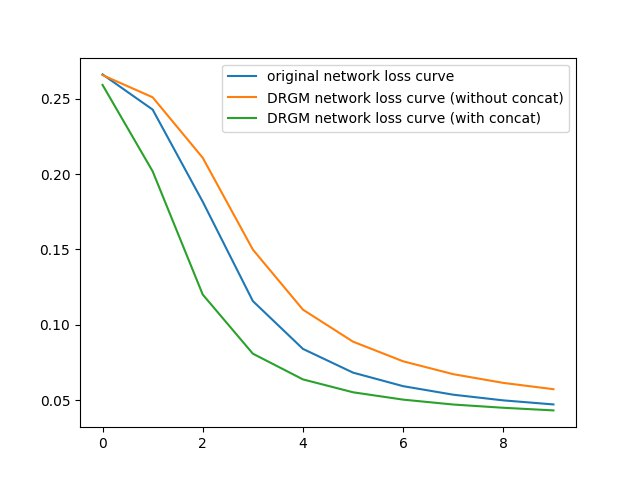 original network loss curve
DRGM network loss curve (without concat)
DRGM network loss curve (with concat)
0.25
0.20
0.15
0.10
0.05
0 2 4 6 8